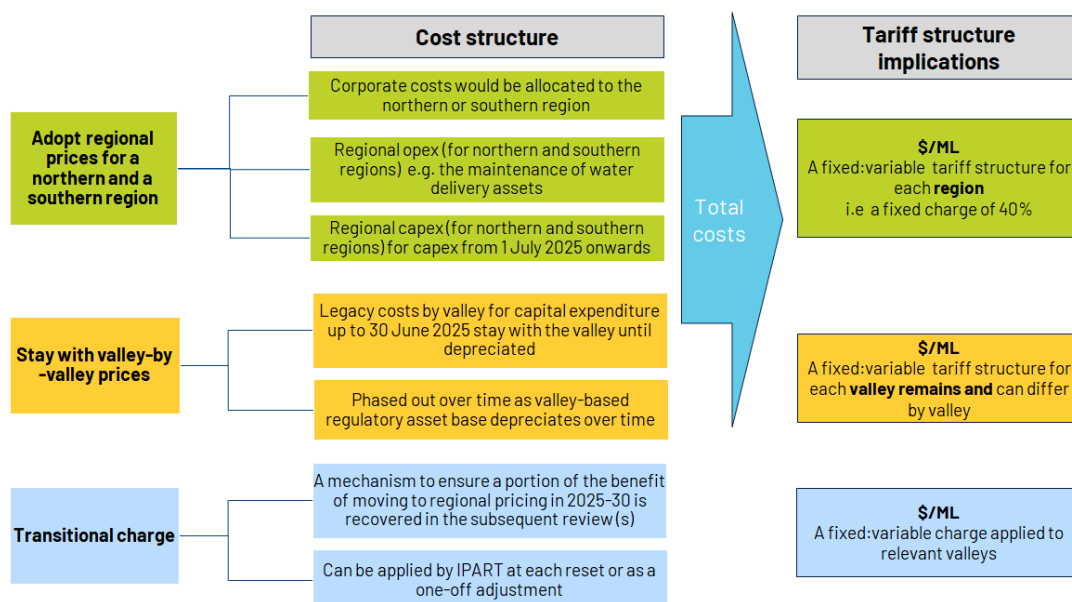 Cost structure
Tariff structure
implications
Adopt regional
prices for a
northern and a
southern region
Corporate costs would be allocated to the
northern or southern region
Regional opex (for northern and southern
regions) e.g. the maintenance of water
delivery assets
Regional capex (for northern and southern
regions) for capex from 1 July 2025 onwards
Total
costs
$/ML
A fixed:variable tariff structure for
each region
i.e a fixed charge of 40%
Stay with valley-by
-valley prices
Legacy costs by valley for capital expenditure
up to 30 June 2025 stay with the valley until
depreciated
Phased out over time as valley-based
regulatory asset base depreciates over time
$/ML
A fixed:variable tariff structure for
each valley remains and can differ
by valley
Transitional charge
A mechanism to ensure a portion of the benefit
of moving to regional pricing in 2025-30 is
recovered in the subsequent review(s)
Can be applied by IPART at each reset or as a
one-off adjustment
$/ML
A fixed:variable charge applied to
relevant valleys